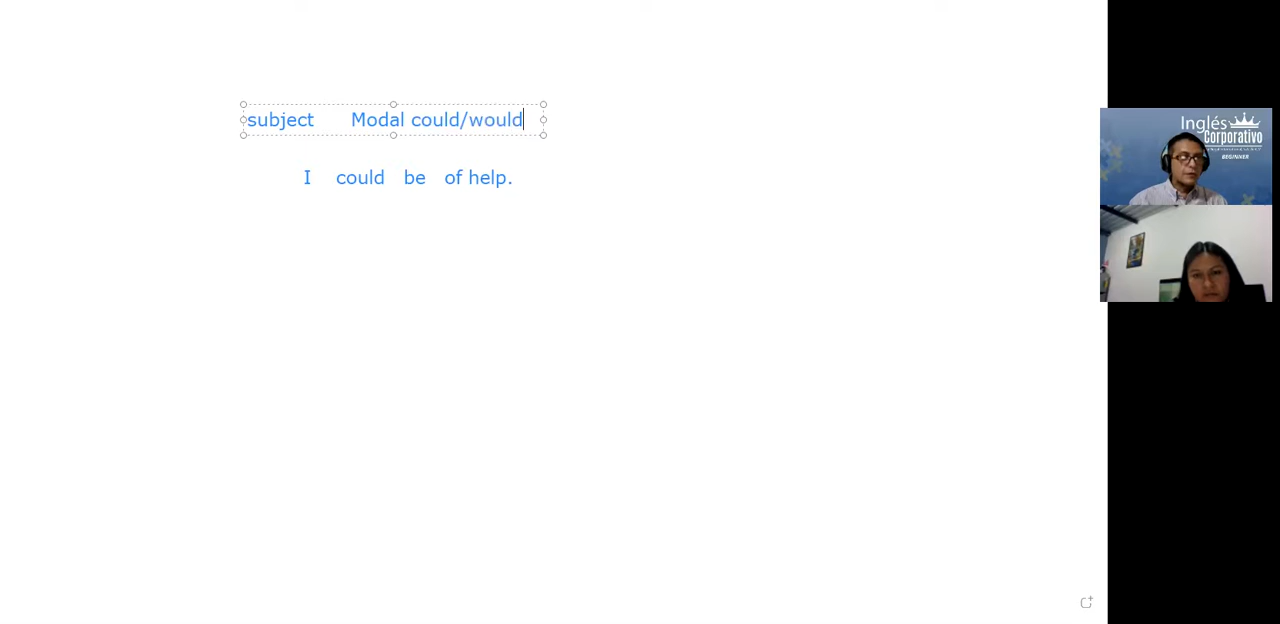 subject Modal could/would
I could be of help.
Inglés
Corporativo
BEGINNER